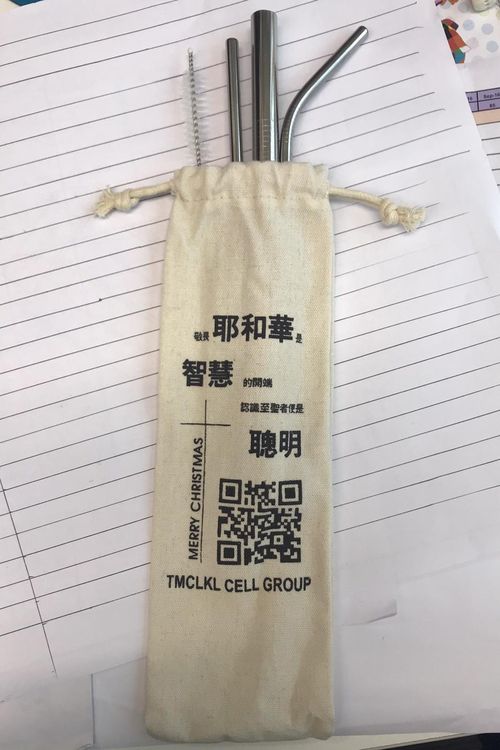 敬畏耶和華是
智慧的開端
認識至聖者便是
聰明
MERRY CHRISTMAS
TMCLKL CELL GROUP